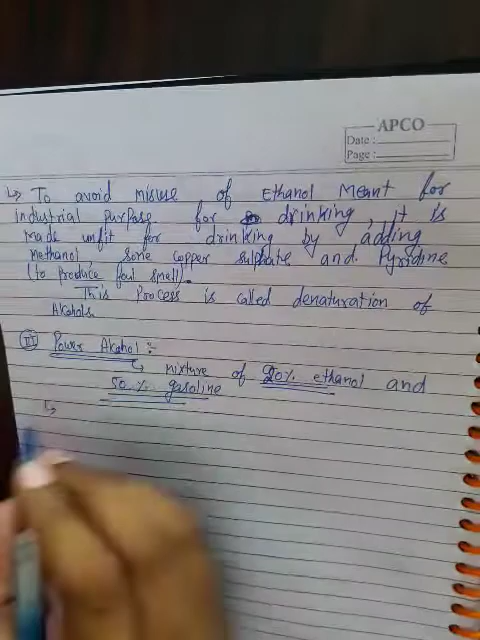 APCO
Date :
Page :
↳ To avoid misuse of Ethanol Meant for
industrial purpose for drinking, it is
made unfit for drinking by adding
Methanol, some copper sulphate and Pyridine
(to produce foul smell).
This Process is called denaturation of
Alcohols
(II) Power Alcohol :-
↳ mixture of 20% ethanol and
50 % gasoline
↳